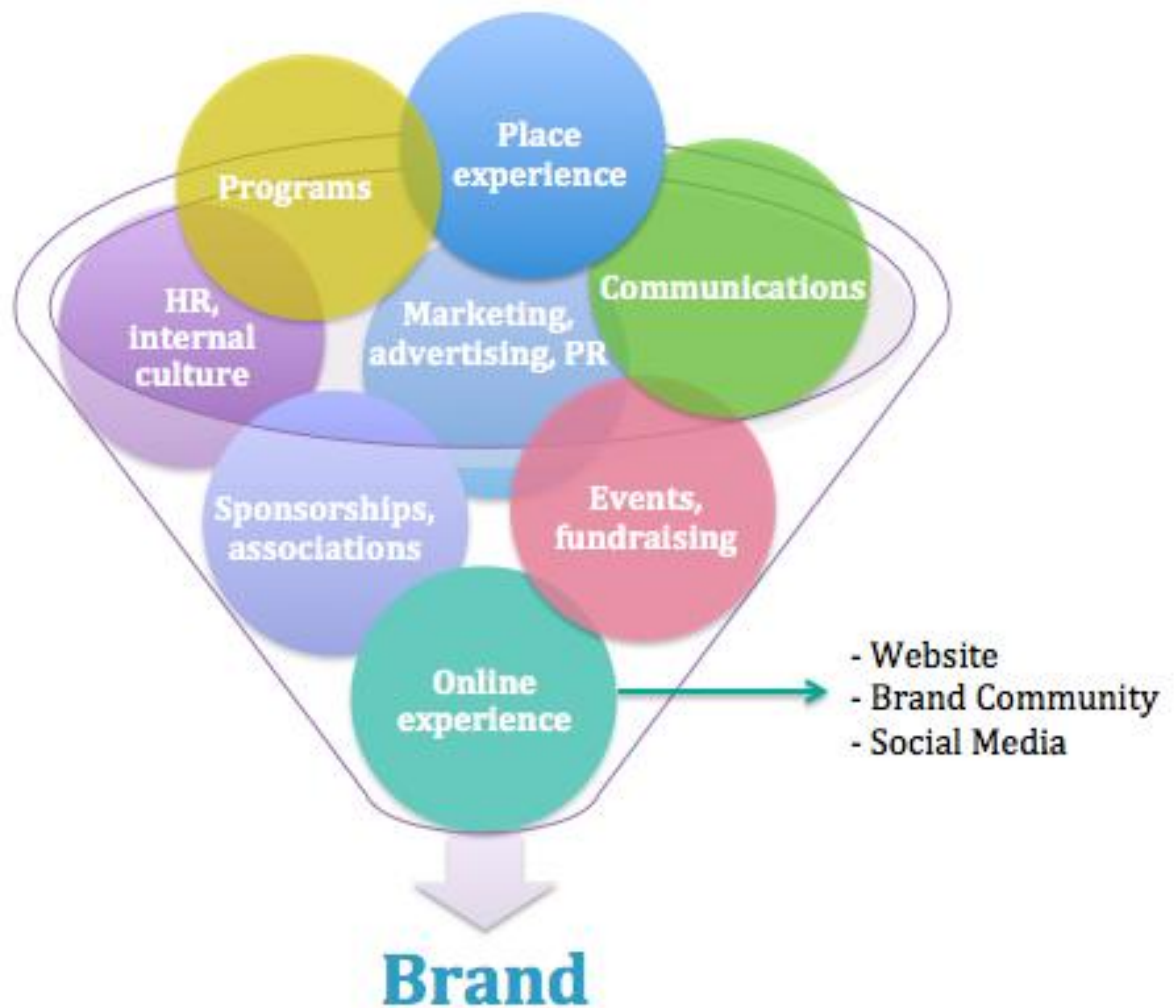 Place
experience
Programs
Communications
HR,
internal
culture
Marketing,
advertising, PR
Sponsorships,
associations
Events,
fundraising
Online
experience
- Website
- Brand Community
- Social Media
Brand